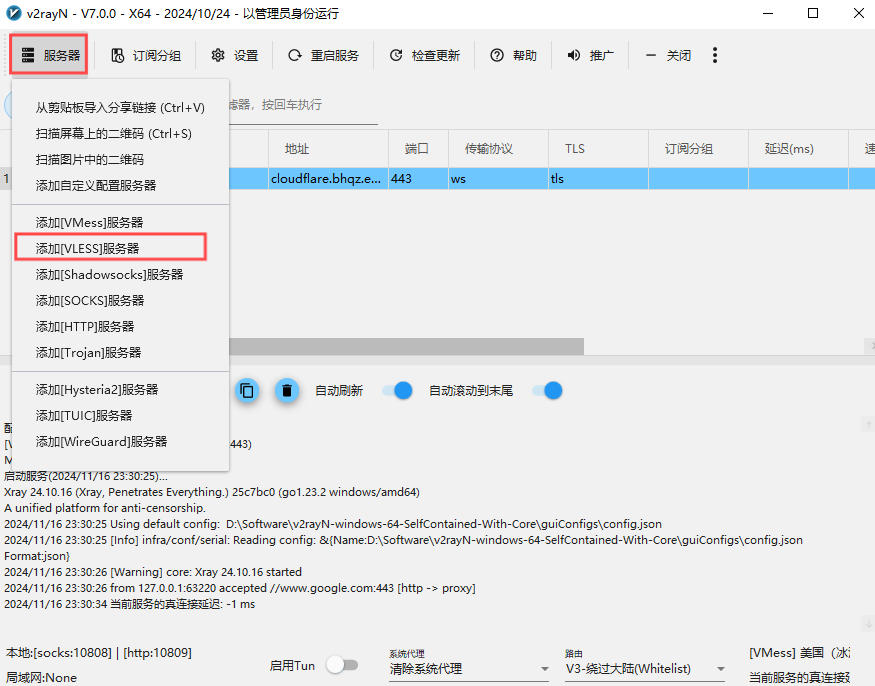 v2rayN - V7.0.0 - X64 - 2024/10/24 - 以管理员身份运行
服务器 订阅分组 设置 重启服务 检查更新 帮助 推广 关闭
从剪贴板导入分享链接 (Ctrl+V)
扫描屏幕上的二维码 (Ctrl+S)
扫描图片中的二维码
添加自定义配置服务器
添加[VMess]服务器
添加[VLESS]服务器
添加[Shadowsocks]服务器
添加[SOCKS]服务器
添加[HTTP]服务器
添加[Trojan]服务器
添加[Hysteria2]服务器
添加[TUIC]服务器
添加[WireGuard]服务器
器，按回车执行
地址 端口 传输协议 TLS 订阅分组 延迟(ms)
1 cloudflare.bhqz.e... 443 ws tls
自动刷新 自动滚动到末尾
443)
启动服务(2024/11/16 23:30:25)...
Xray 24.10.16 (Xray, Penetrates Everything.) 25c7bc0 (go1.23.2 windows/amd64)
A unified platform for anti-censorship.
2024/11/16 23:30:25 Using default config:  D:\Software\v2rayN-windows-64-SelfContained-With-Core\guiConfigs\config.json
2024/11/16 23:30:25 [Info] infra/conf/serial: Reading config: &{Name:D:\Software\v2rayN-windows-64-SelfContained-With-Core\guiConfigs\config.json
Format:json}
2024/11/16 23:30:26 [Warning] core: Xray 24.10.16 started
2024/11/16 23:30:26 from 127.0.0.1:63220 accepted //www.google.com:443 [http -> proxy]
2024/11/16 23:30:34 当前服务的真连接延迟: -1 ms
本地:[socks:10808] | [http:10809]
局域网:None
启用Tun
系统代理
清除系统代理
路由
V3-绕过大陆(Whitelist)
[VMess] 美国（冰
当前服务的真连接